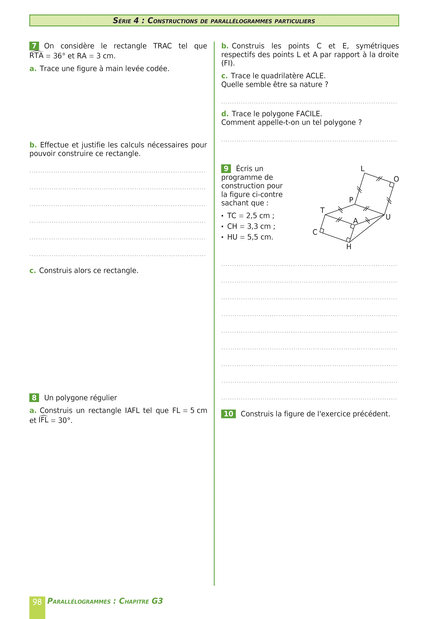 SÉRIE 4 : CONSTRUCTIONS DE PARALLÉLOGRAMMES PARTICULIERS
7 On considère le rectangle TRAC tel que
RTA = 36° et RA = 3 cm.
a. Trace une figure à main levée codée.
b. Effectue et justifie les calculs nécessaires pour
pouvoir construire ce rectangle.
c. Construis alors ce rectangle.
8 Un polygone régulier
a. Construis un rectangle IAFL tel que FL = 5 cm
et IFL = 30°.
b. Construis les points C et E, symétriques
respectifs des points L et A par rapport à la droite
(FI).
c. Trace le quadrilatère ACLE.
Quelle semble être sa nature ?
d. Trace le polygone FACILE.
Comment appelle-t-on un tel polygone ?
9 Écris un
programme de
construction pour
la figure ci-contre
sachant que :
• TC = 2,5 cm ;
• CH = 3,3 cm ;
• HU = 5,5 cm.
L
O
P
T
A
U
C
H
10 Construis la figure de l'exercice précédent.
98 PARALLÉLOGRAMMES : CHAPITRE G3